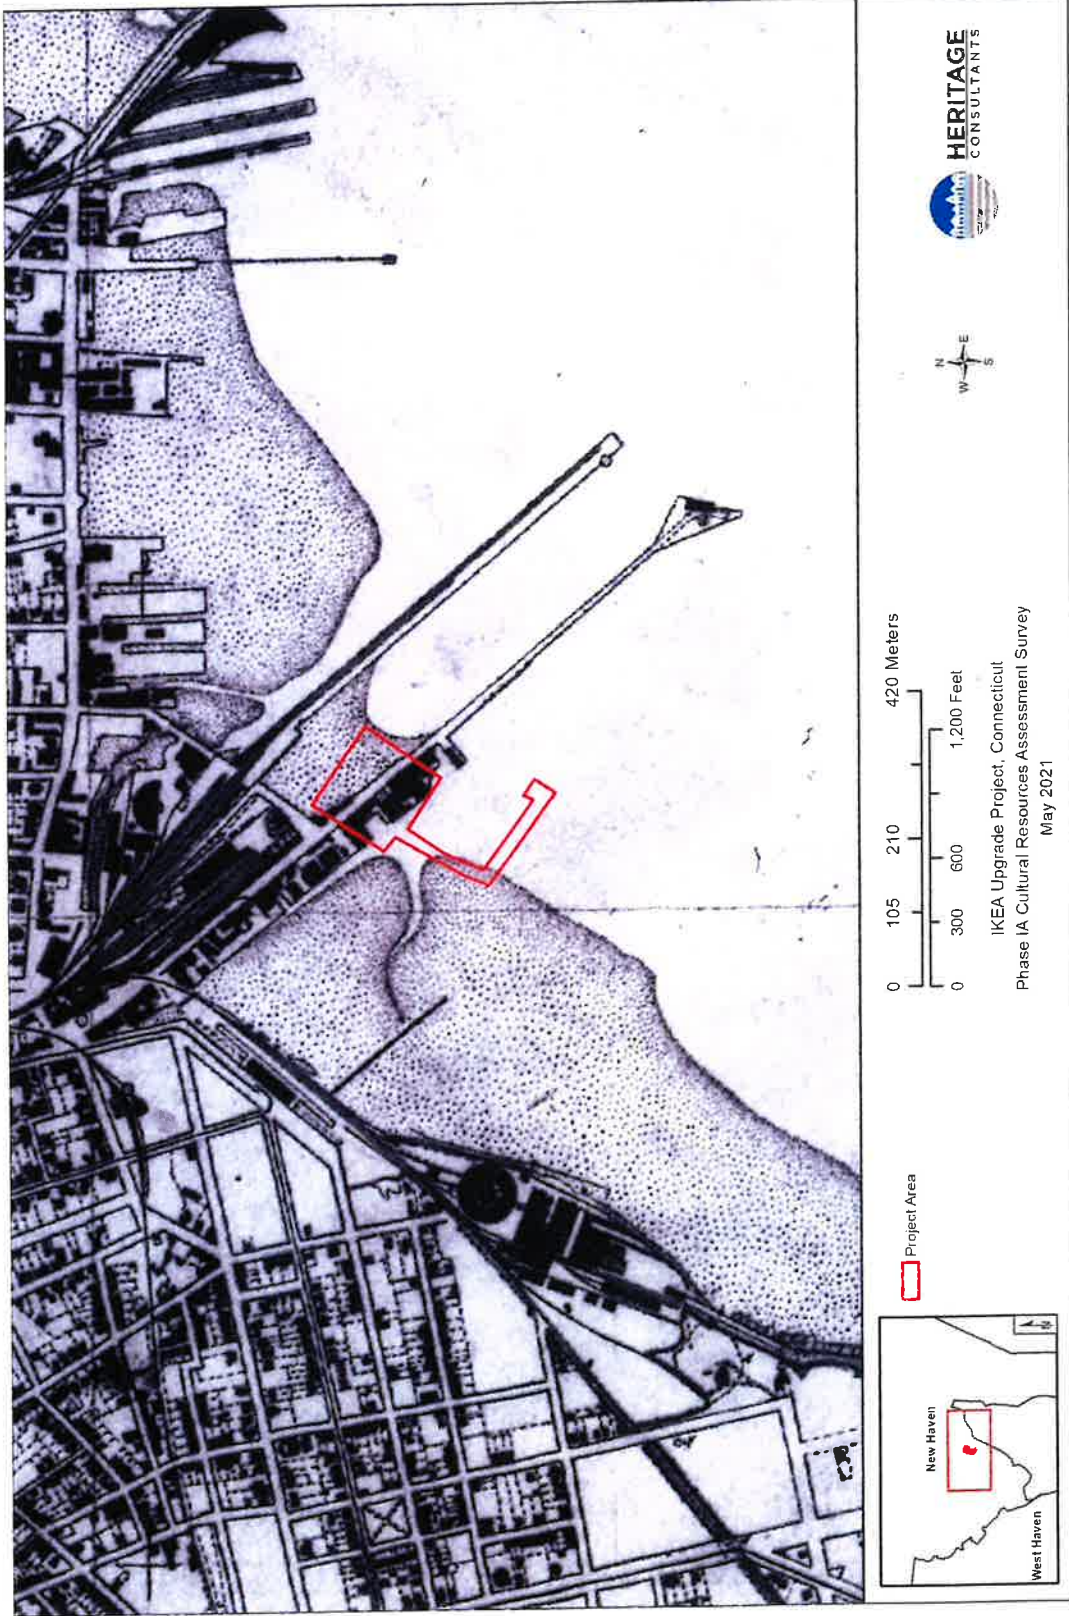 HERITAGE
CONSULTANTS
N
W
E
S
0 105 210 420 Meters
0 300 600 1,200 Feet
IKEA Upgrade Project, Connecticut
Phase IA Cultural Resources Assessment Survey
May 2021
Project Area
New Haven
West Haven
N